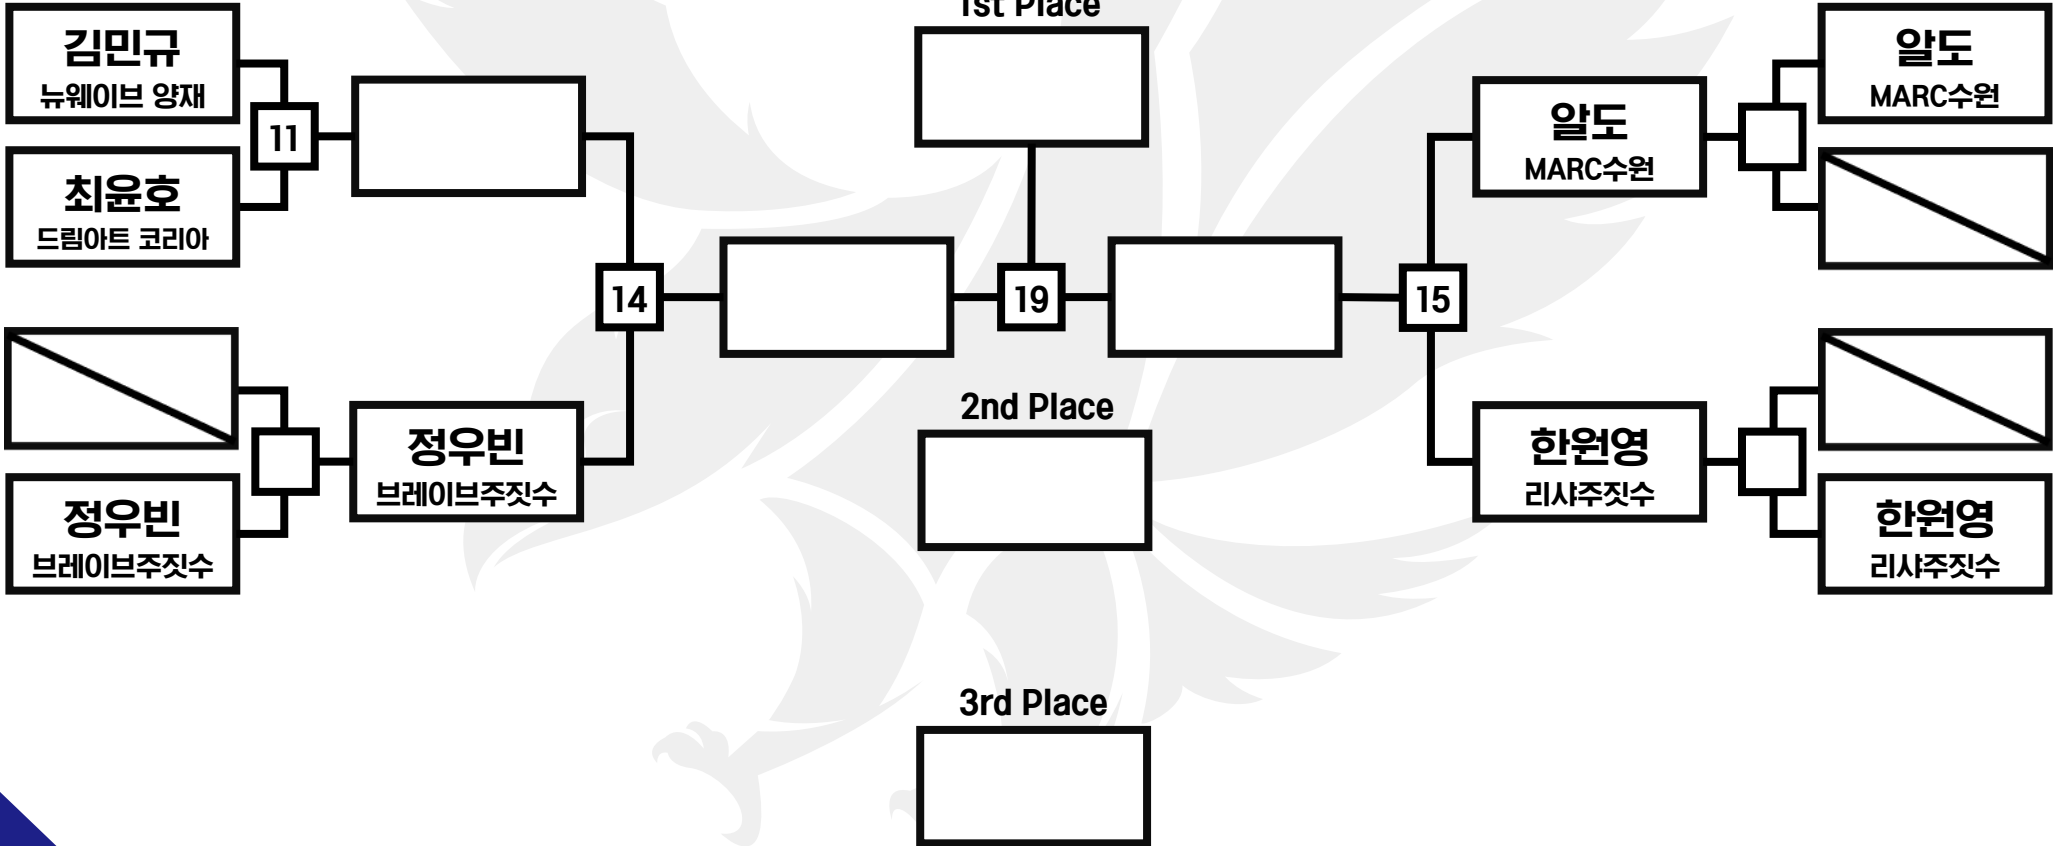 1st Place
김민규
뉴웨이브 양재
11
최윤호
드림아트 코리아
14
정우빈
브레이브주짓수
정우빈
브레이브주짓수
19
2nd Place
3rd Place
15
알도
MARC수원
알도
MARC수원
한원영
리샤주짓수
한원영
리샤주짓수